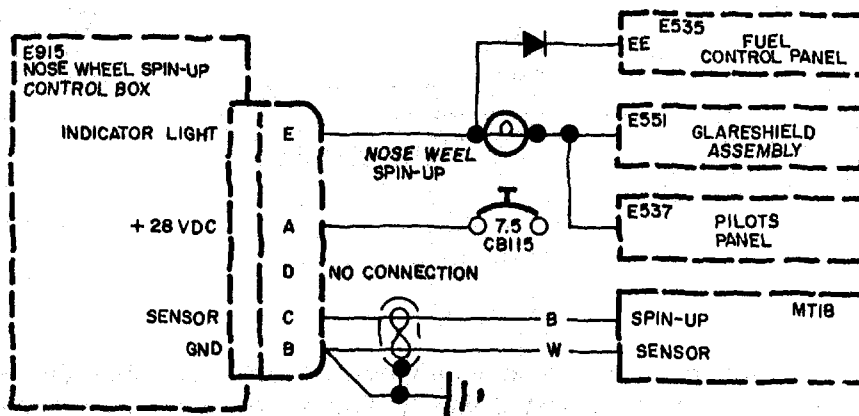 E915
NOSE WHEEL SPIN-UP
CONTROL BOX
INDICATOR LIGHT E
+ 28 VDC A
D NO CONNECTION
SENSOR C
GND B
NOSE WEEL
SPIN-UP
7.5
CB115
B
W
E535
EE FUEL
CONTROL PANEL
E551
GLARESHIELD
ASSEMBLY
E537
PILOTS
PANEL
MT18
SPIN-UP
SENSOR